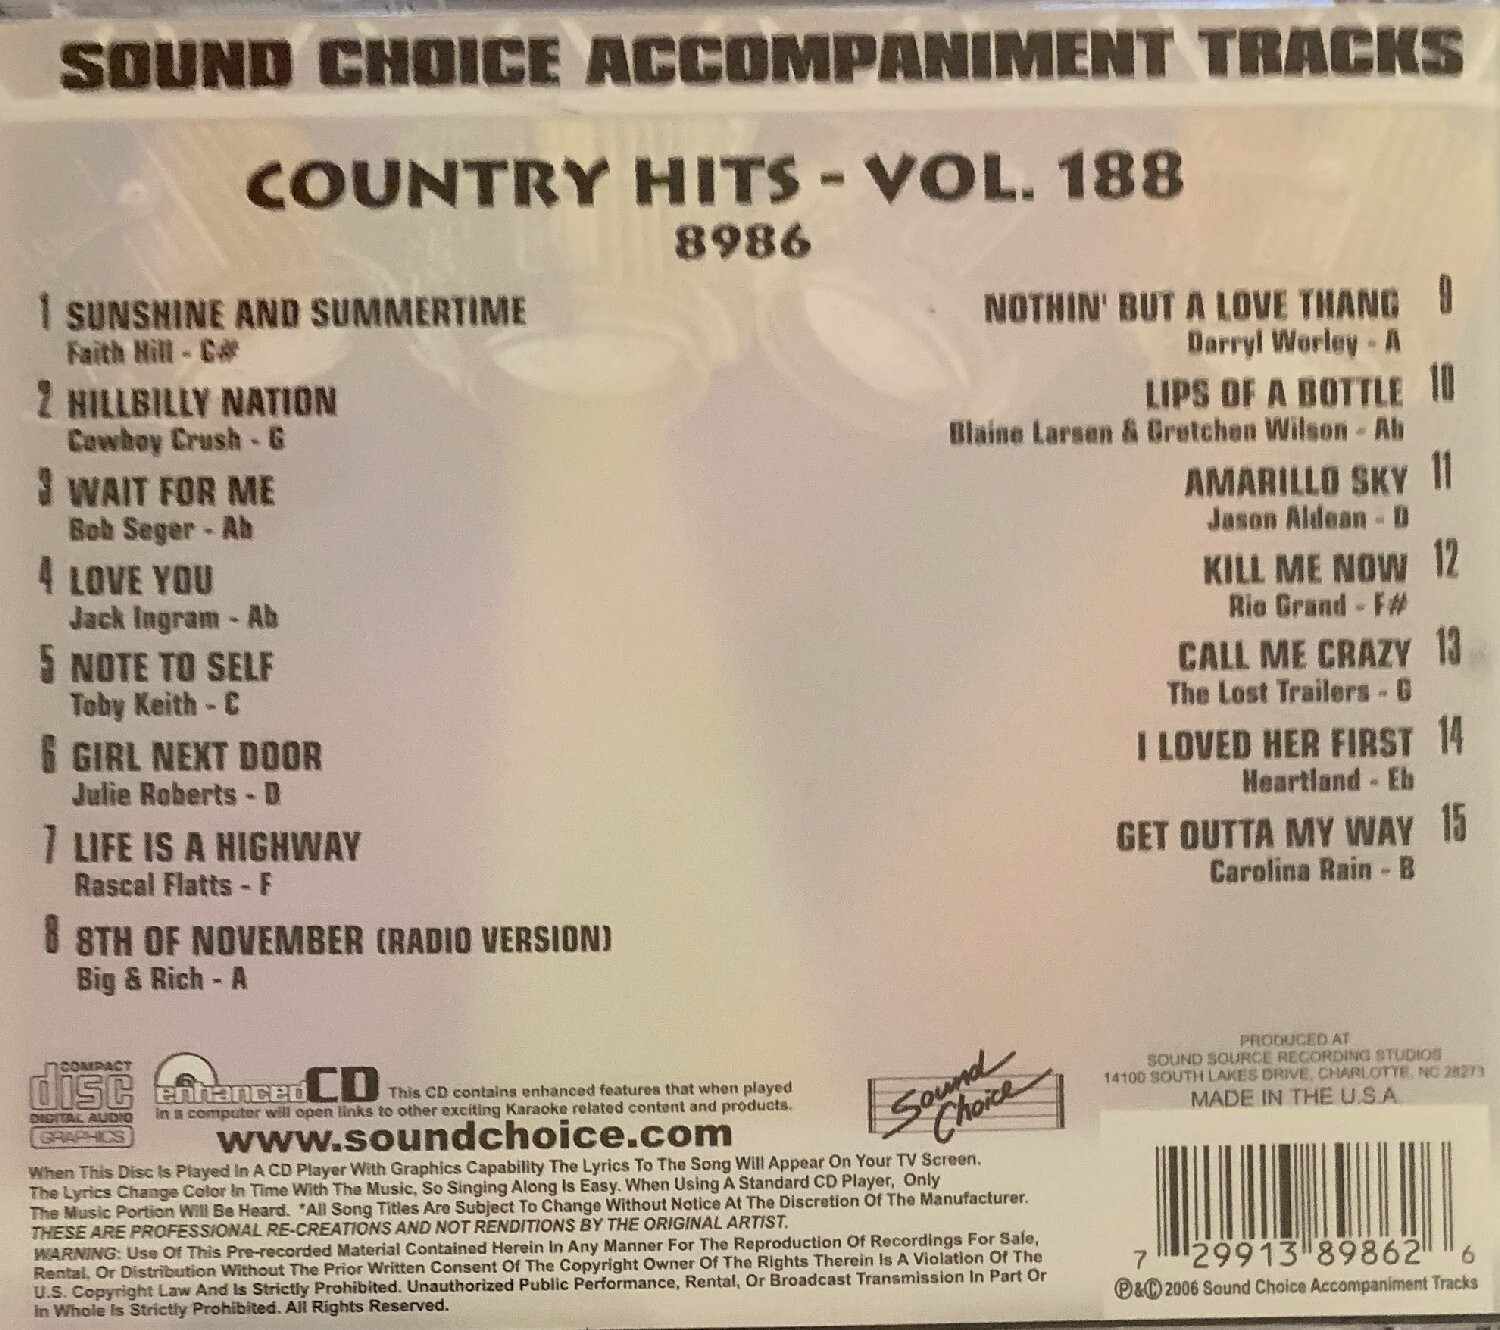 SOUND CHOICE ACCOMPANIMENT TRACKS
COUNTRY HITS - VOL. 188
8986
1 SUNSHINE AND SUMMERTIME
Faith Hill - C#
2 HILLBILLY NATION
Cowboy Crush - G
3 WAIT FOR ME
Bob Seger - Ab
4 LOVE YOU
Jack Ingram - Ab
5 NOTE TO SELF
Toby Keith - C
6 GIRL NEXT DOOR
Julie Roberts - D
7 LIFE IS A HIGHWAY
Rascal Flatts - F
8 8TH OF NOVEMBER (RADIO VERSION)
Big & Rich - A
NOTHIN' BUT A LOVE THANG 9
Darryl Worley - A
LIPS OF A BOTTLE 10
Blaine Larsen & Gretchen Wilson - Ab
AMARILLO SKY 11
Jason Aldean - D
KILL ME NOW 12
Rio Grand - F#
CALL ME CRAZY 13
The Lost Trailers - G
I LOVED HER FIRST 14
Heartland - Eb
GET OUTTA MY WAY 15
Carolina Rain - B
COMPACT
disc
DIGITAL AUDIO
GRAPHICS
enhanced CD This CD contains enhanced features that when played
in a computer will open links to other exciting Karaoke related content and products.
www.soundchoice.com
Sound
Choice
PRODUCED AT
SOUND SOURCE RECORDING STUDIOS
14100 SOUTH LAKES DRIVE, CHARLOTTE, NC 28273
MADE IN THE U.S.A.
When This Disc Is Played In A CD Player With Graphics Capability The Lyrics To The Song Will Appear On Your TV Screen.
The Lyrics Change Color In Time With The Music, So Singing Along Is Easy. When Using A Standard CD Player, Only
The Music Portion Will Be Heard. *All Song Titles Are Subject To Change Without Notice At The Discretion Of The Manufacturer.
THESE ARE PROFESSIONAL RE-CREATIONS AND NOT RENDITIONS BY THE ORIGINAL ARTIST.
WARNING: Use Of This Pre-recorded Material Contained Herein In Any Manner For The Reproduction Of Recordings For Sale,
Rental, Or Distribution Without The Prior Written Consent Of The Copyright Owner Of The Rights Therein Is A Violation Of The
U.S. Copyright Law And Is Strictly Prohibited. Unauthorized Public Performance, Rental, Or Broadcast Transmission In Part Or
In Whole Is Strictly Prohibited. All Rights Reserved.
7 29913 89862 6
℗&© 2006 Sound Choice Accompaniment Tracks